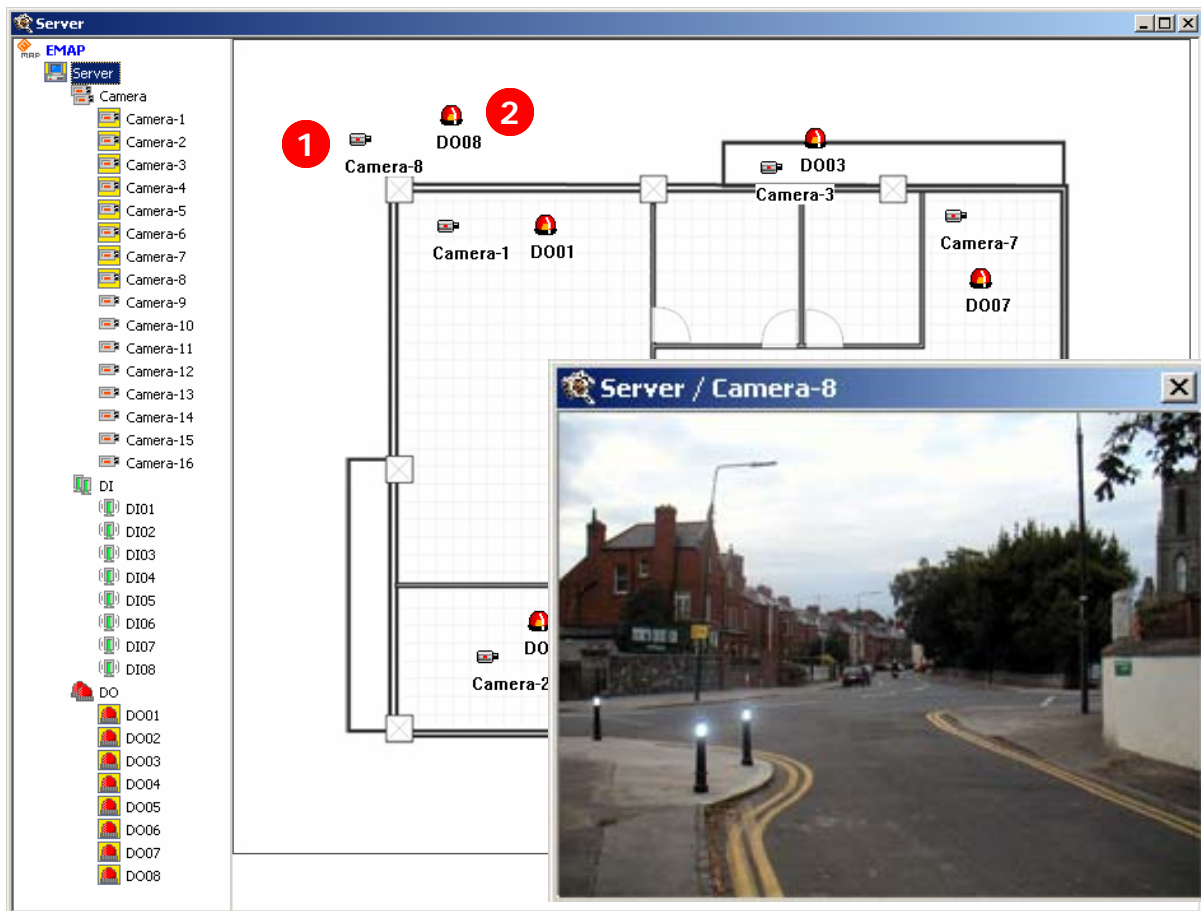 Server
MAP EMAP
Server
Camera
Camera-1
Camera-2
Camera-3
Camera-4
Camera-5
Camera-6
Camera-7
Camera-8
Camera-9
Camera-10
Camera-11
Camera-12
Camera-13
Camera-14
Camera-15
Camera-16
DI
DI01
DI02
DI03
DI04
DI05
DI06
DI07
DI08
DO
DO01
DO02
DO03
DO04
DO05
DO06
DO07
DO08
1
2
DO08
Camera-8
DO03
Camera-3
Camera-1
DO01
Camera-7
DO07
Camera-2
Server / Camera-8